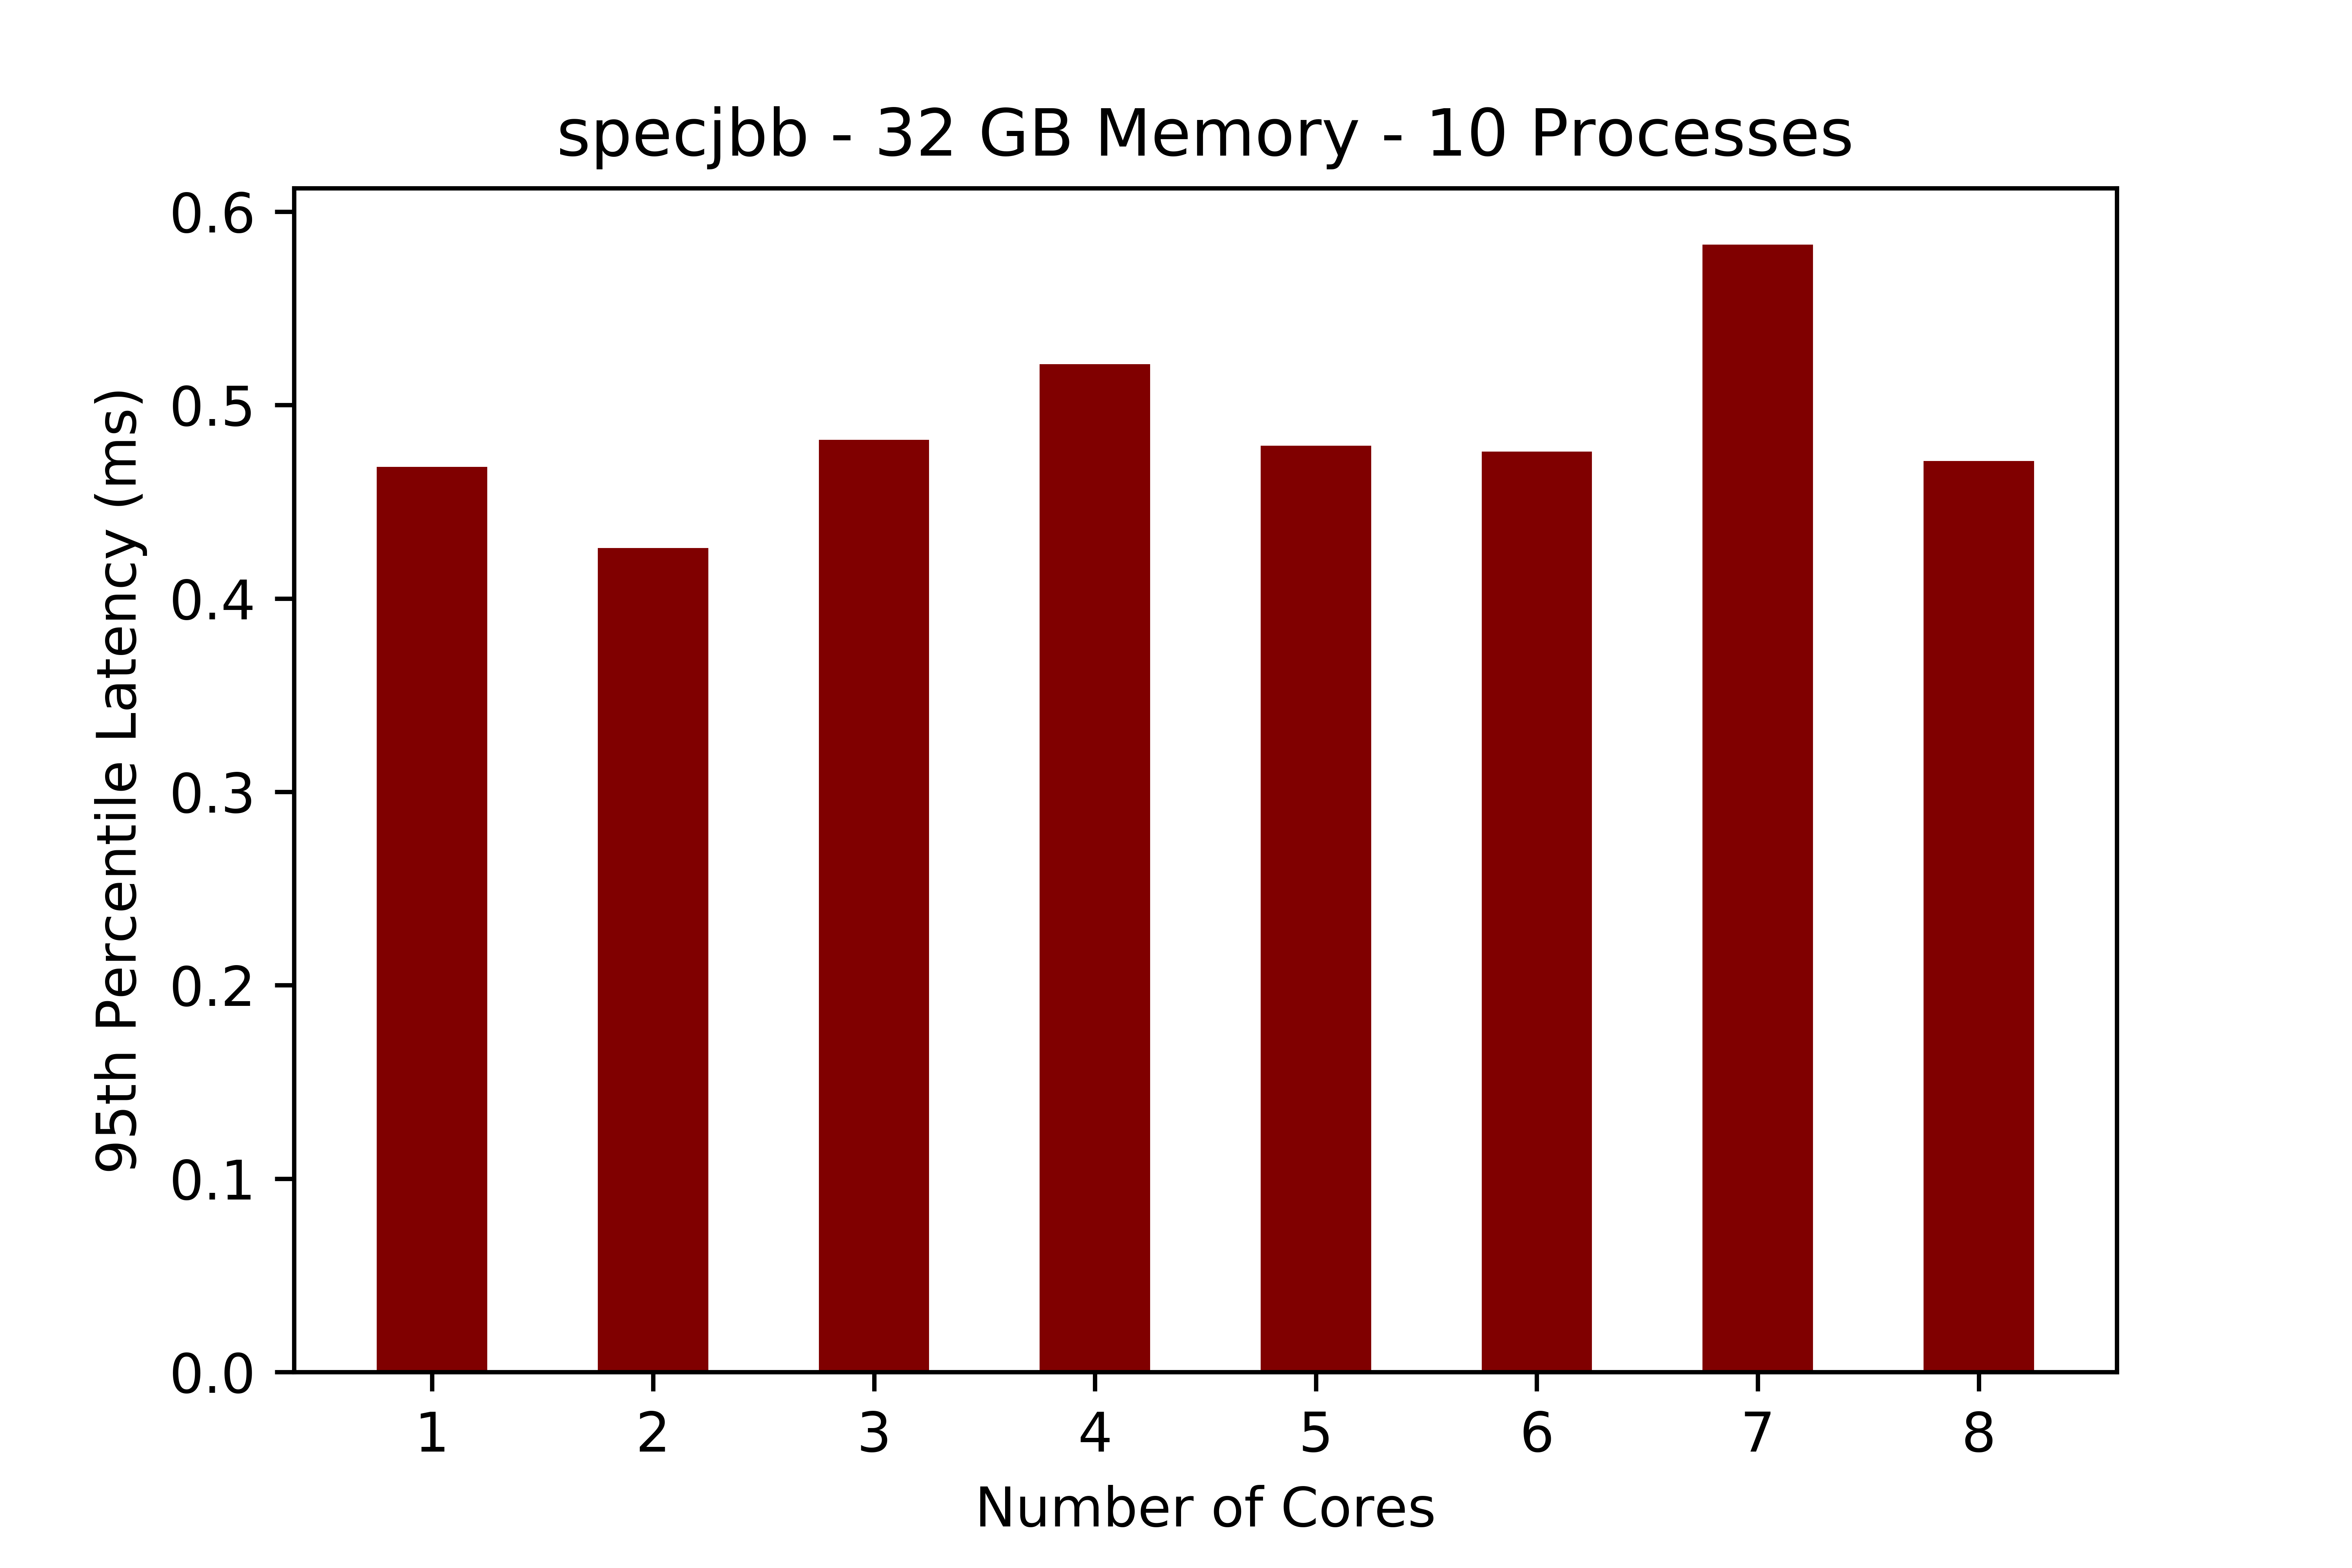 specjbb - 32 GB Memory - 10 Processes
95th Percentile Latency (ms)
0.6
0.5
0.4
0.3
0.2
0.1
0.0
1 2 3 4 5 6 7 8
Number of Cores